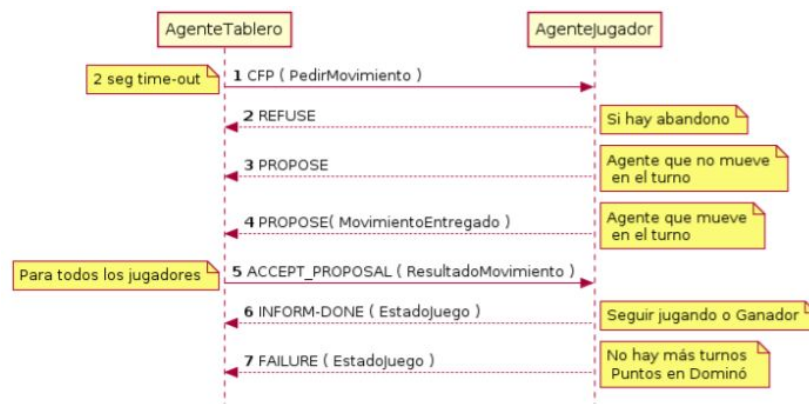 AgenteTablero
AgenteJugador
2 seg time-out
1 CFP ( PedirMovimiento )
2 REFUSE
Si hay abandono
3 PROPOSE
Agente que no mueve
en el turno
4 PROPOSE( MovimientoEntregado )
Agente que mueve
en el turno
Para todos los jugadores
5 ACCEPT_PROPOSAL ( ResultadoMovimiento )
6 INFORM-DONE ( EstadoJuego )
Seguir jugando o Ganador
7 FAILURE ( EstadoJuego )
No hay más turnos
Puntos en Dominó